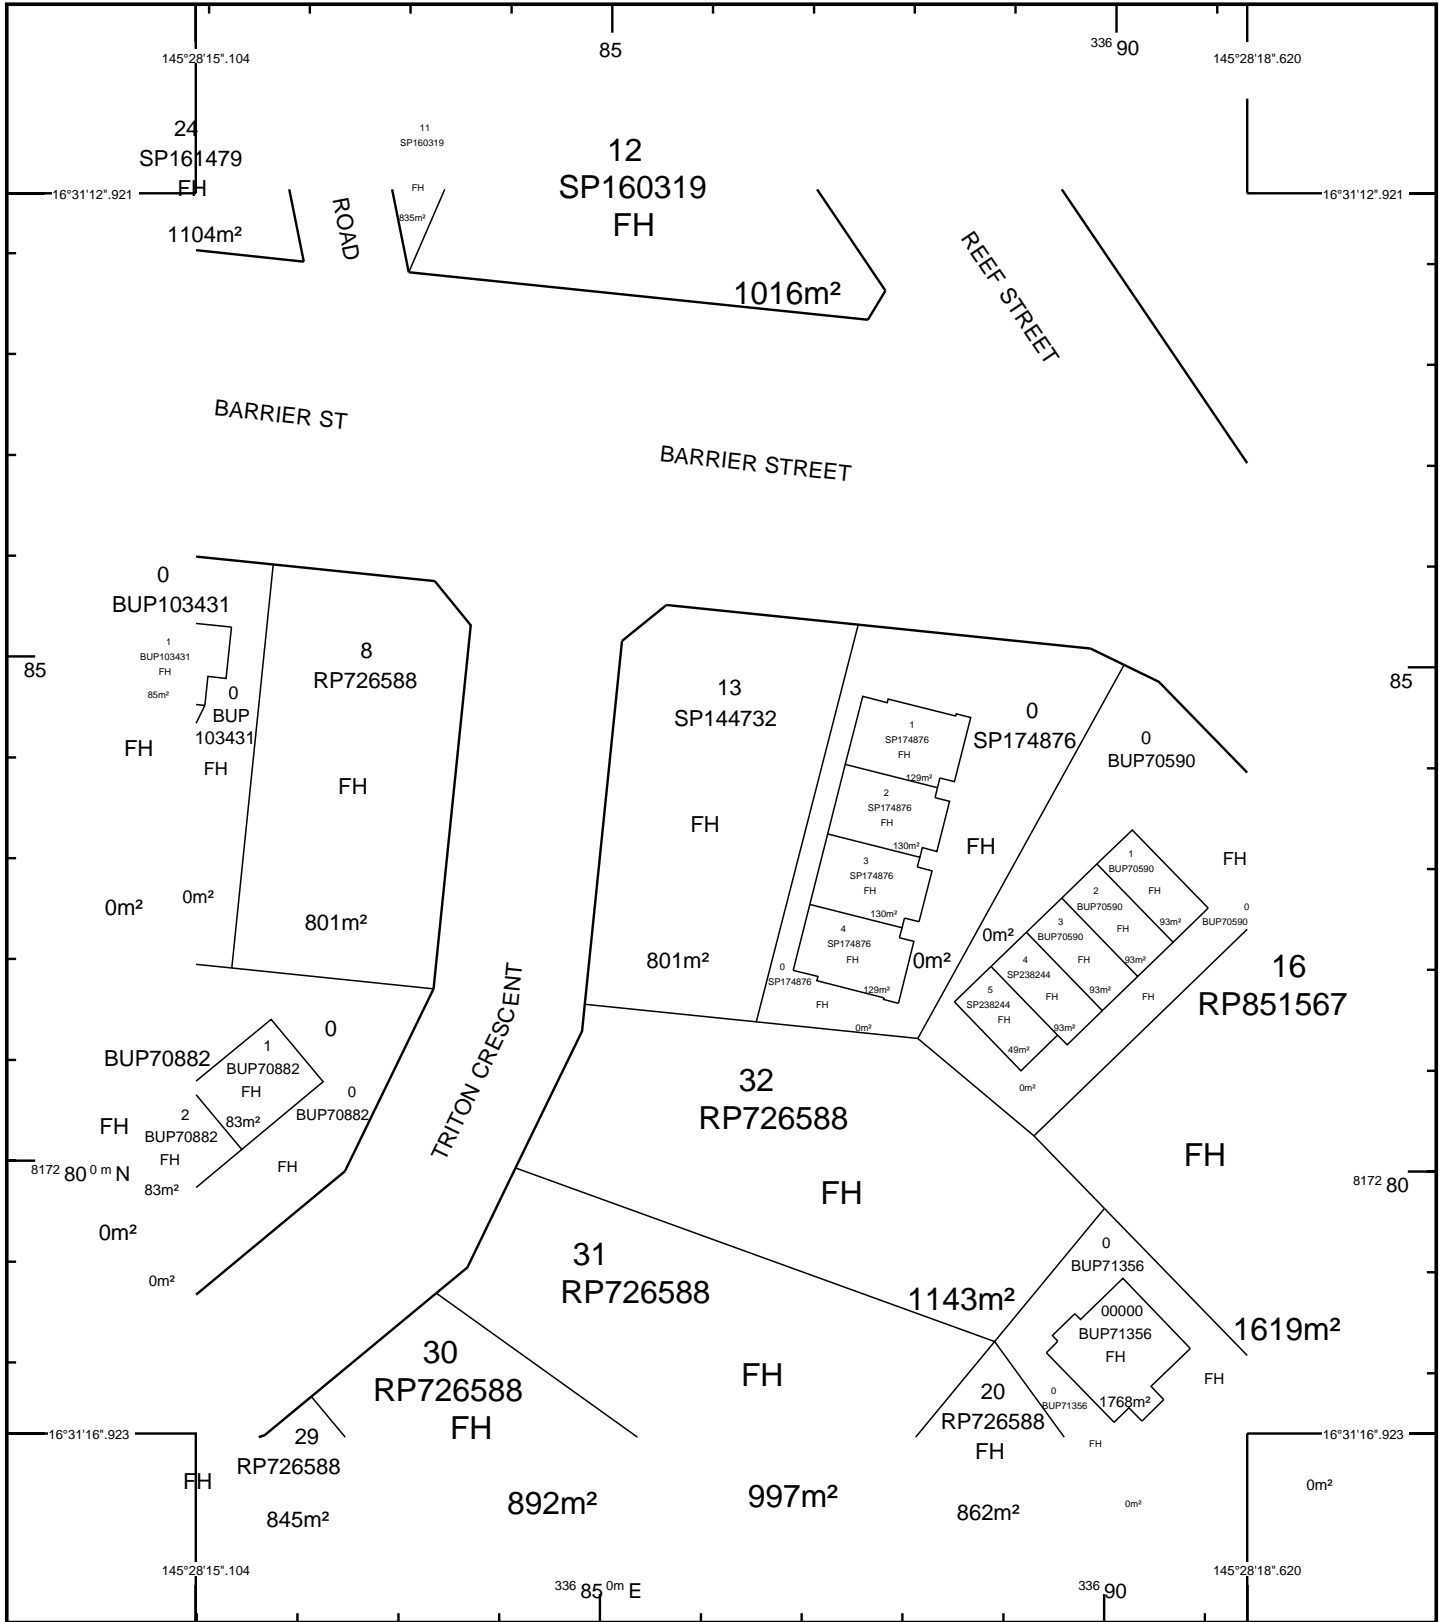 85
336 90
145°28'15".104
145°28'18".620
24
SP161479
FH
1104m²
11
SP160319
FH
835m²
12
SP160319
FH
1016m²
16°31'12".921
16°31'12".921
ROAD
REEF STREET
BARRIER ST
BARRIER STREET
0
BUP103431
1
BUP103431
FH
85m²
0
BUP
103431
FH
FH
0m²
0m²
85
8
RP726588
FH
801m²
13
SP144732
FH
801m²
1
SP174876
FH
129m²
2
SP174876
FH
130m²
3
SP174876
FH
130m²
4
SP174876
FH
129m²
0
SP174876
FH
0m²
0
SP174876
FH
0m²
85
0
BUP70590
FH
0m²
1
BUP70590
FH
93m²
2
BUP70590
FH
93m²
3
BUP70590
FH
93m²
4
SP238244
FH
93m²
5
SP238244
FH
49m²
0
BUP70590
FH
0m²
16
RP851567
FH
1619m²
TRITON CRESCENT
0
BUP70882
FH
0m²
1
BUP70882
FH
83m²
2
BUP70882
FH
83m²
0
BUP70882
FH
0m²
8172 80 0 m N
8172 80
32
RP726588
FH
1143m²
31
RP726588
FH
997m²
30
RP726588
FH
892m²
29
RP726588
FH
845m²
20
RP726588
FH
862m²
0
BUP71356
FH
0m²
00000
BUP71356
FH
1768m²
0
BUP71356
FH
0m²
16°31'16".923
16°31'16".923
145°28'15".104
145°28'18".620
336 85 0m E
336 90